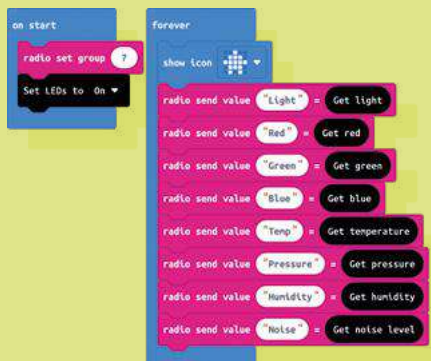 on start
radio set group 7
Set LEDs to On
forever
show icon
radio send value "Light" = Get light
radio send value "Red" = Get red
radio send value "Green" = Get green
radio send value "Blue" = Get blue
radio send value "Temp" = Get temperature
radio send value "Pressure" = Get pressure
radio send value "Humidity" = Get humidity
radio send value "Noise" = Get noise level